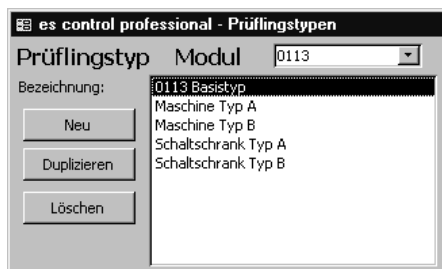 es control professional - Prüflingstypen
Prüflingstyp Modul 0113
Bezeichnung:
0113 Basistyp
Maschine Typ A
Maschine Typ B
Schaltschrank Typ A
Schaltschrank Typ B
Neu
Duplizieren
Löschen